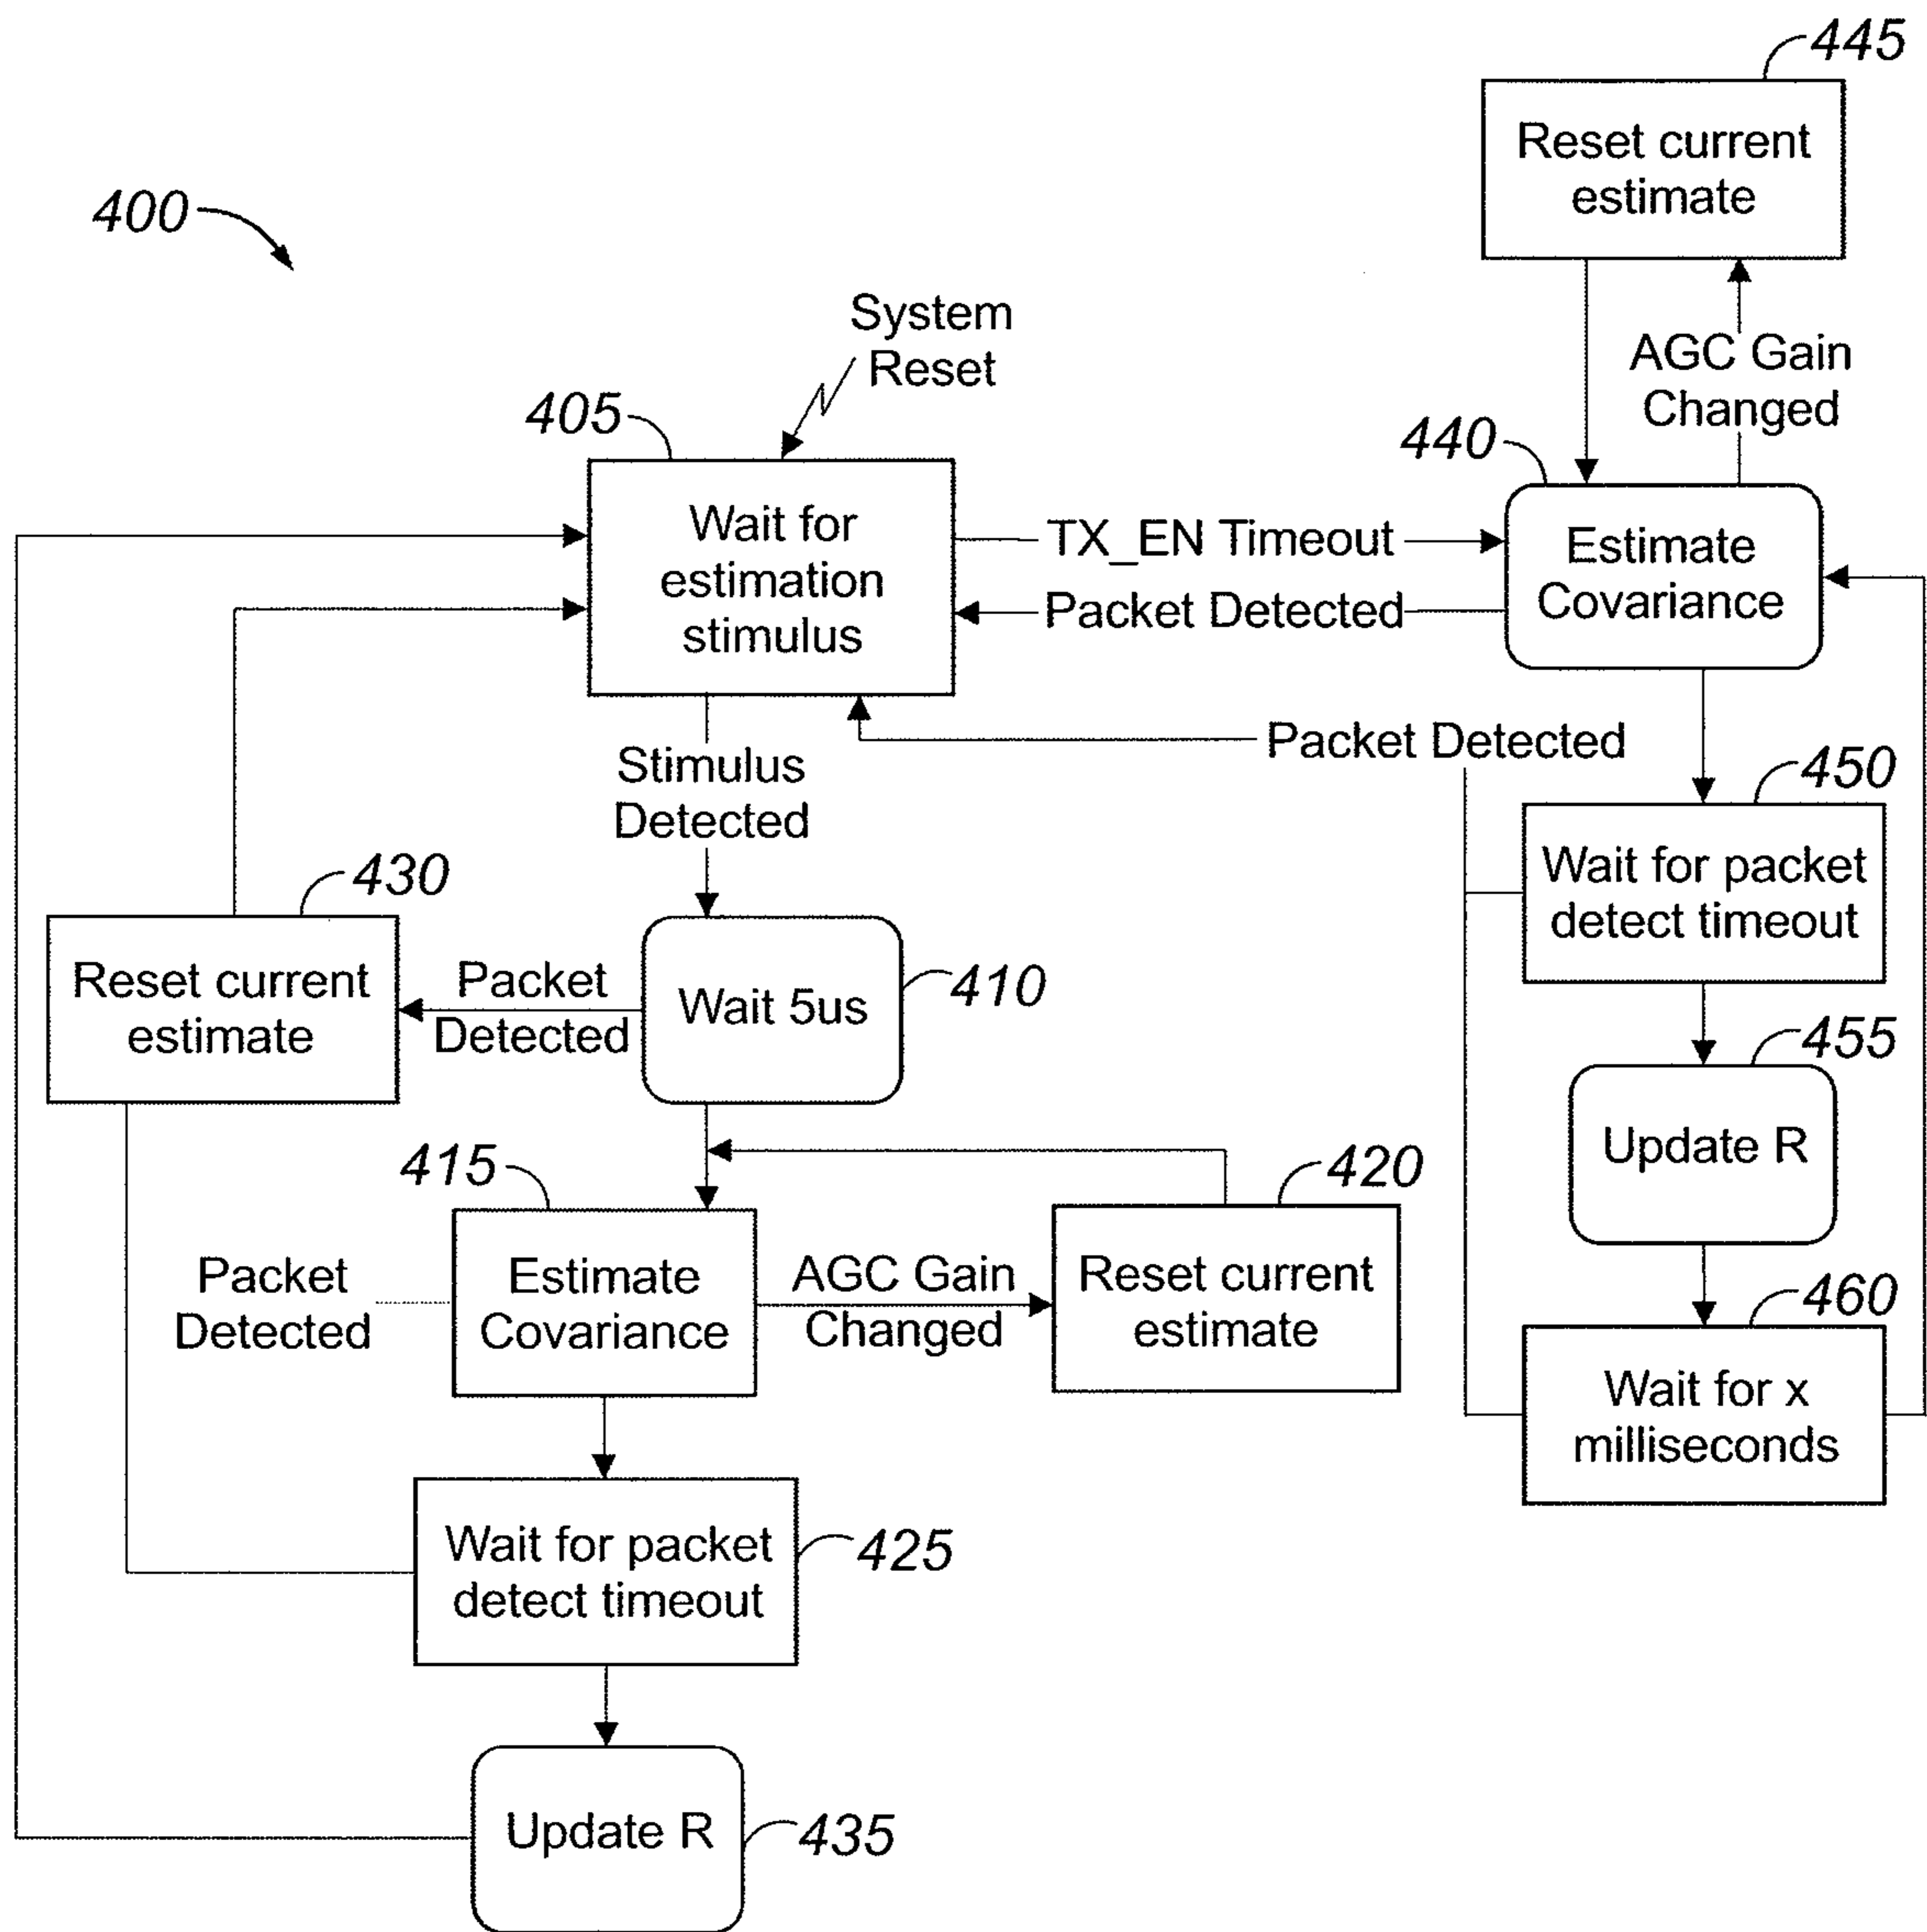 445
Reset current
estimate
400
System
Reset
AGC Gain
Changed
405
440
Wait for
estimation
stimulus
TX_EN Timeout
Packet Detected
Estimate
Covariance
Packet Detected
Stimulus
Detected
450
Wait for packet
detect timeout
430
Reset current
estimate
Packet
Detected
Wait 5us
410
455
Update R
415
420
Packet
Detected
Estimate
Covariance
AGC Gain
Changed
Reset current
estimate
460
Wait for x
milliseconds
Wait for packet
detect timeout
425
Update R
435